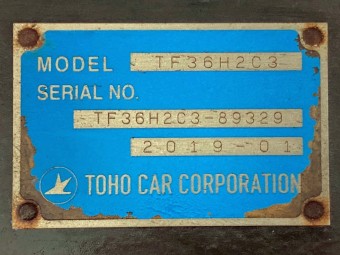 MODEL TF36H2C3
SERIAL NO.
TF36H2C3-89329
2019-01
TOHO CAR CORPORATION